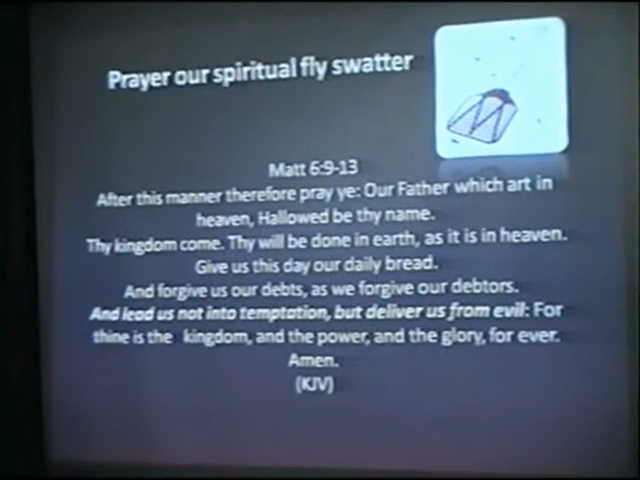 Prayer our spiritual fly swatter
Matt 6:9-13
After this manner therefore pray ye: Our Father which art in
heaven, Hallowed be thy name.
Thy kingdom come. Thy will be done in earth, as it is in heaven.
Give us this day our daily bread.
And forgive us our debts, as we forgive our debtors.
And lead us not into temptation, but deliver us from evil: For
thine is the kingdom, and the power, and the glory, for ever.
Amen.
(KJV)